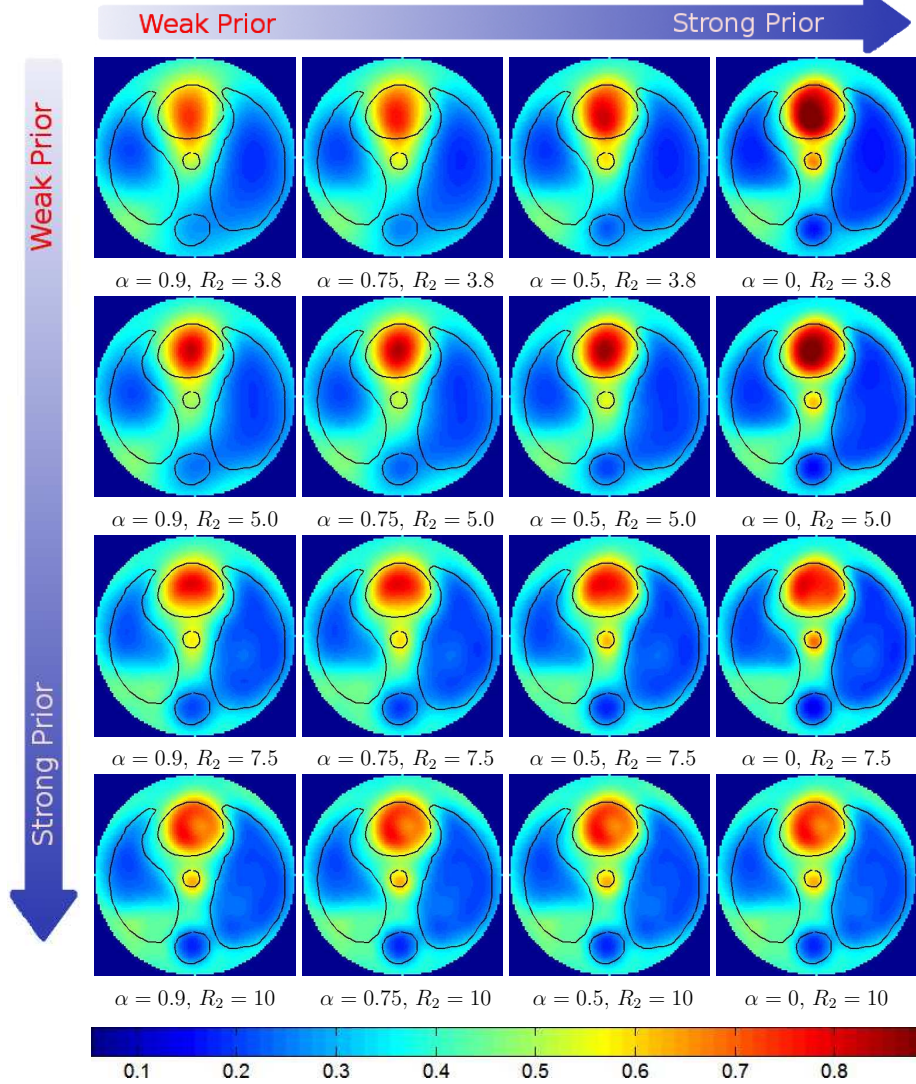 Weak Prior Strong Prior
Weak Prior
α = 0.9, R₂ = 3.8 α = 0.75, R₂ = 3.8 α = 0.5, R₂ = 3.8 α = 0, R₂ = 3.8
α = 0.9, R₂ = 5.0 α = 0.75, R₂ = 5.0 α = 0.5, R₂ = 5.0 α = 0, R₂ = 5.0
α = 0.9, R₂ = 7.5 α = 0.75, R₂ = 7.5 α = 0.5, R₂ = 7.5 α = 0, R₂ = 7.5
Strong Prior
α = 0.9, R₂ = 10 α = 0.75, R₂ = 10 α = 0.5, R₂ = 10 α = 0, R₂ = 10
0.1 0.2 0.3 0.4 0.5 0.6 0.7 0.8